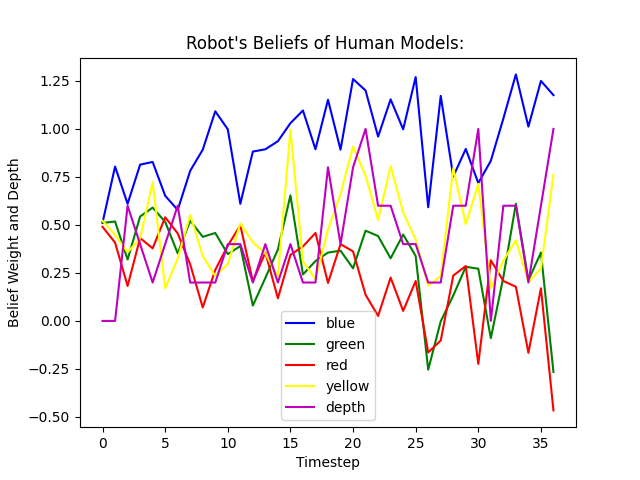 Robot's Beliefs of Human Models:
Belief Weight and Depth
1.25
1.00
0.75
0.50
0.25
0.00
−0.25
−0.50
blue
green
red
yellow
depth
0 5 10 15 20 25 30 35
Timestep